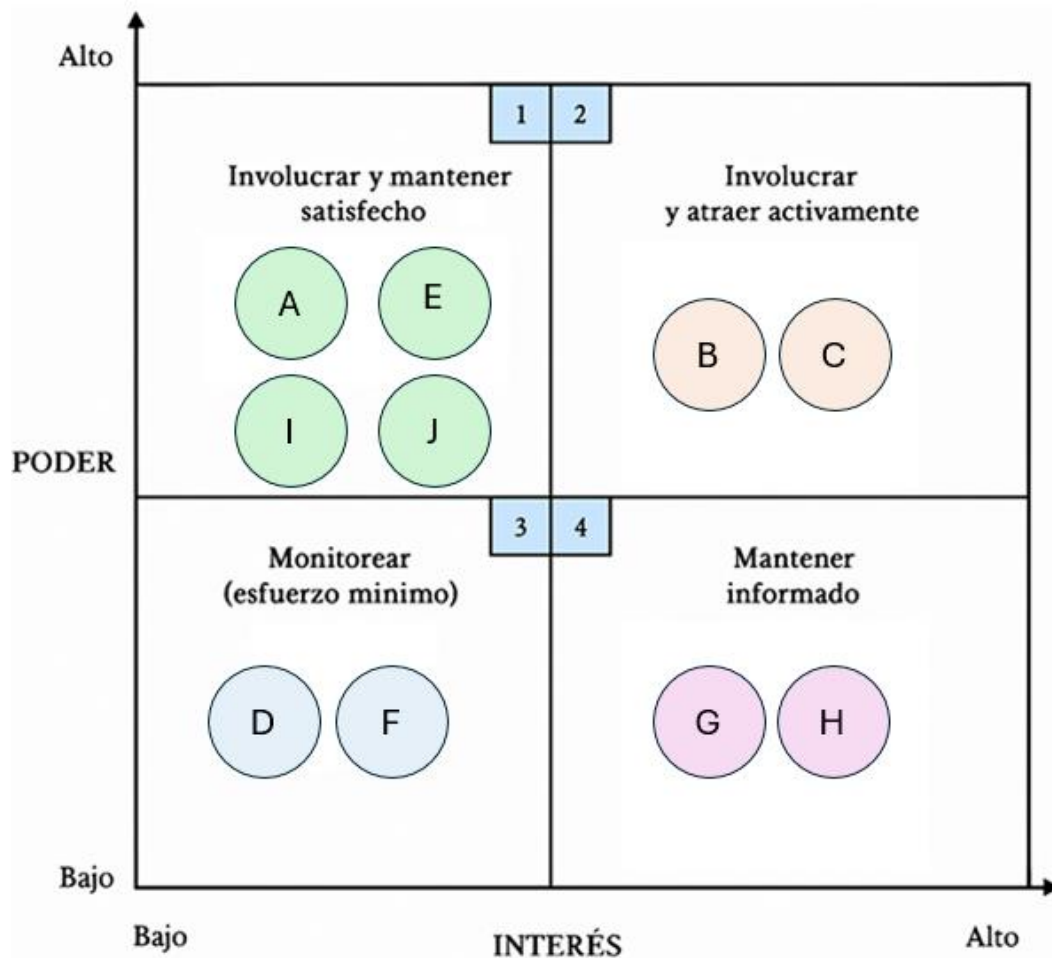 Alto
1
2
Involucrar y mantener
satisfecho
Involucrar
y atraer activamente
A
E
B
C
I
J
PODER
3
4
Monitorear
(esfuerzo minimo)
Mantener
informado
D
F
G
H
Bajo
Bajo
INTERÉS
Alto